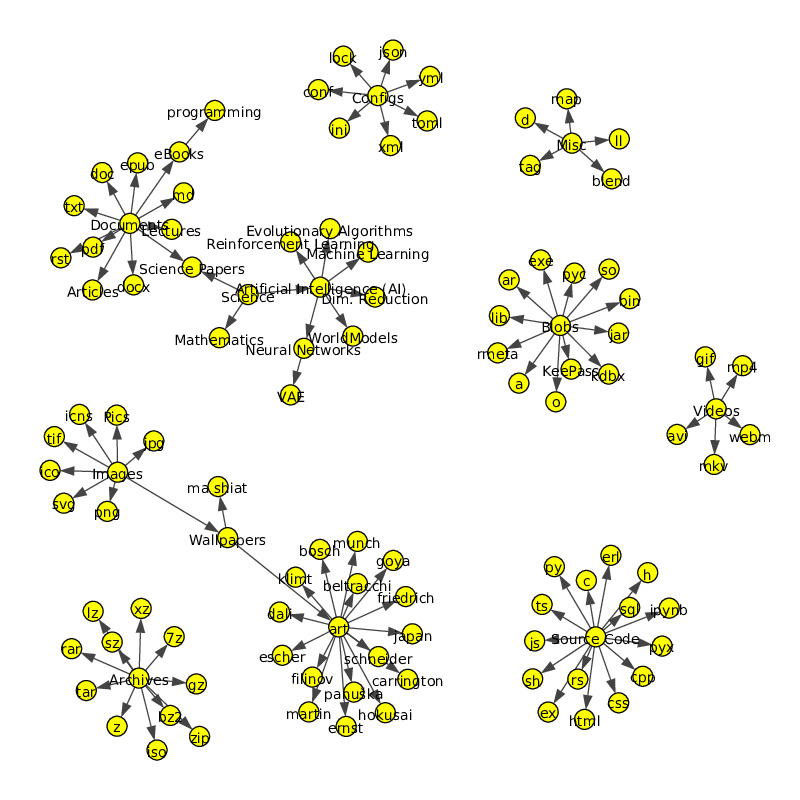 lock
json
yml
conf
Configs
toml
ini
xml
map
d
Misc
ll
tag
blend
programming
eBooks
epub
doc
md
txt
Documents
Lectures
pdf
rst
Science Papers
Articles
docx
Evolutionary Algorithms
Reinforcement Learning
Machine Learning
Artificial Intelligence (AI)
Science
Dim. Reduction
Mathematics
WorldModels
Neural Networks
VAE
exe
pyc
so
ar
bin
lib
Blobs
jar
rmeta
KeePass
kdbx
a
o
gif
mp4
Videos
avi
webm
mkv
icns
Pics
tif
jpg
ico
Images
svg
png
ma shiat
Wallpapers
bosch
munch
goya
klimt
beltracchi
friedrich
dali
art
japan
escher
schneider
filinov
carrington
panuska
martin
hokusai
ernst
lz
xz
rar
sz
7z
Archives
tar
gz
bz2
z
zip
iso
erl
py
c
h
ts
sql
ipynb
js
Source Code
pyx
sh
rs
cpp
ex
css
html